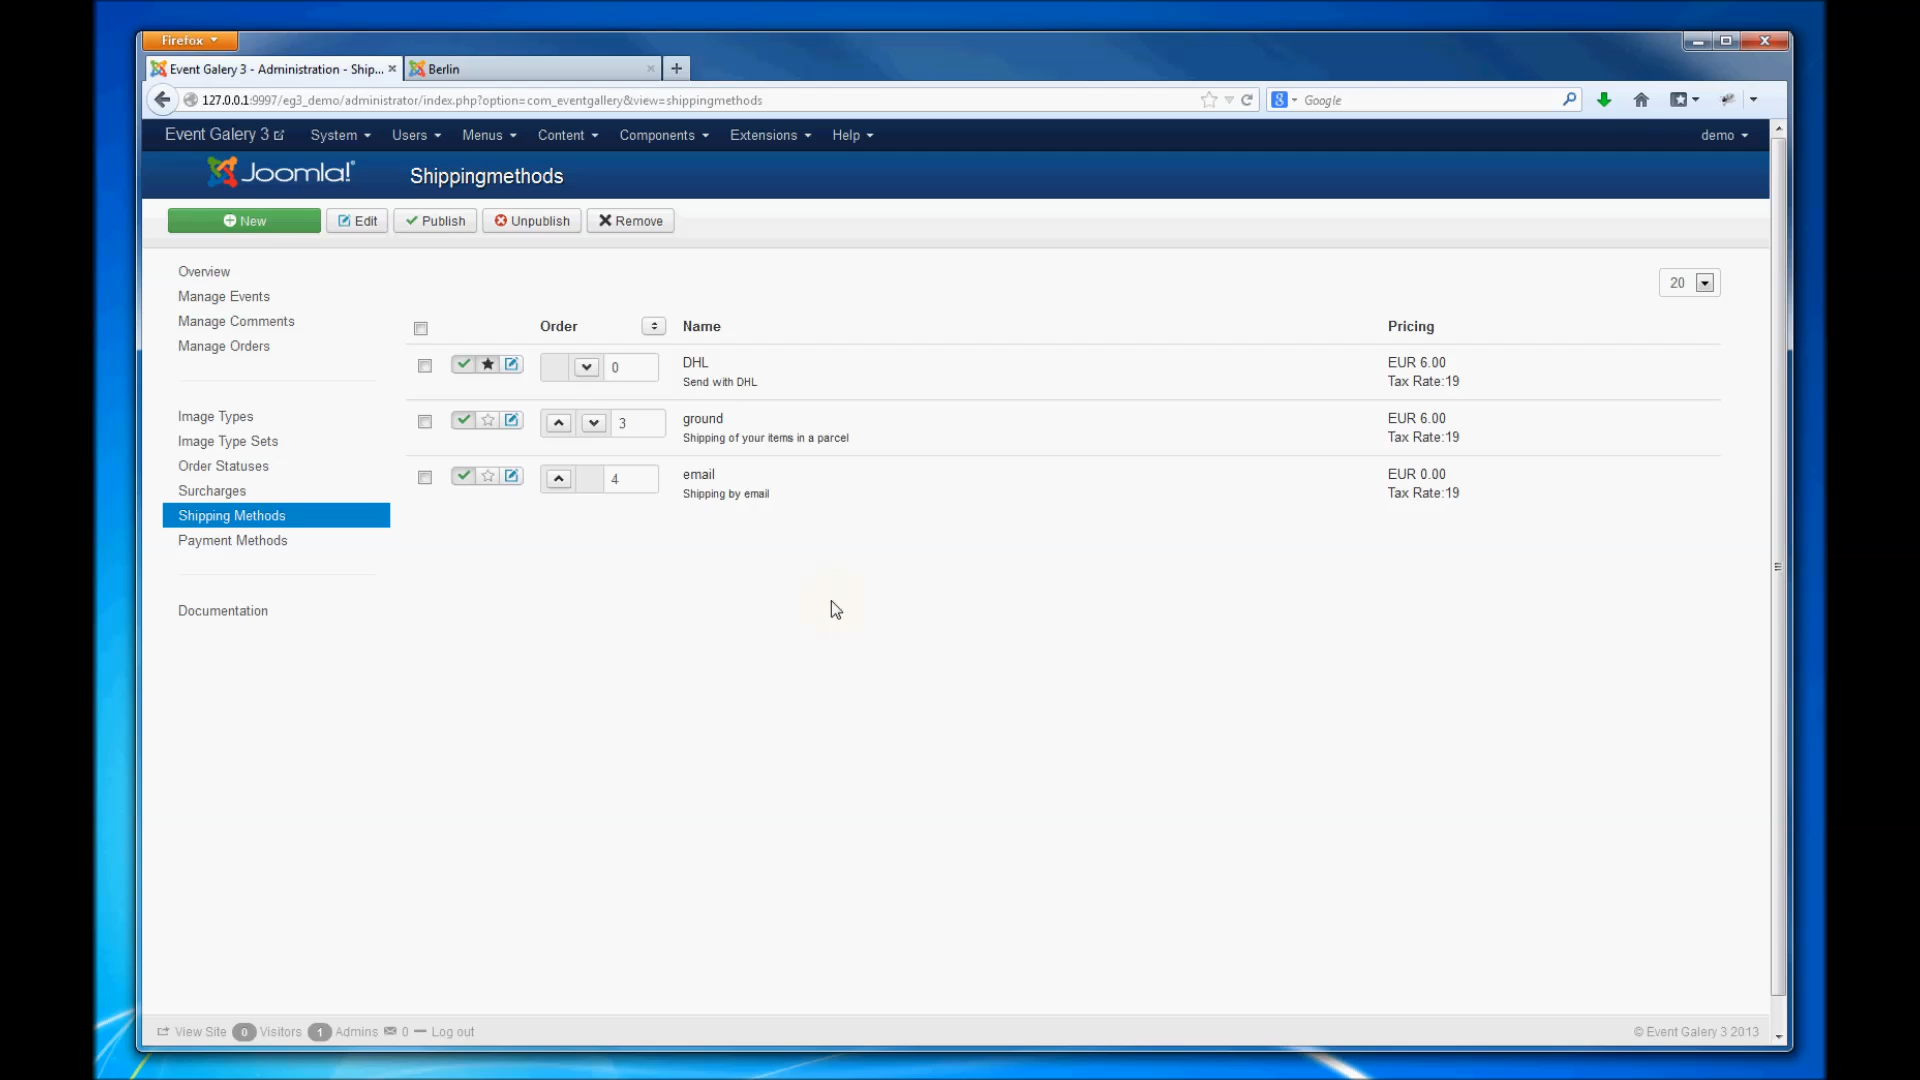 Firefox
Event Galery 3 - Administration - Ship...
Berlin
127.0.0.1:9997/eg3_demo/administrator/index.php?option=com_eventgallery&view=shippingmethods
Google
Event Galery 3 System Users Menus Content Components Extensions Help demo
Joomla! Shippingmethods
New Edit Publish Unpublish Remove
Overview
Manage Events
Manage Comments
Manage Orders
Image Types
Image Type Sets
Order Statuses
Surcharges
Shipping Methods
Payment Methods
Documentation
20
Order Name Pricing
0 DHL EUR 6.00
Send with DHL Tax Rate:19
3 ground EUR 6.00
Shipping of your items in a parcel Tax Rate:19
4 email EUR 0.00
Shipping by email Tax Rate:19
View Site 0 Visitors 1 Admins 0 Log out © Event Galery 3 2013